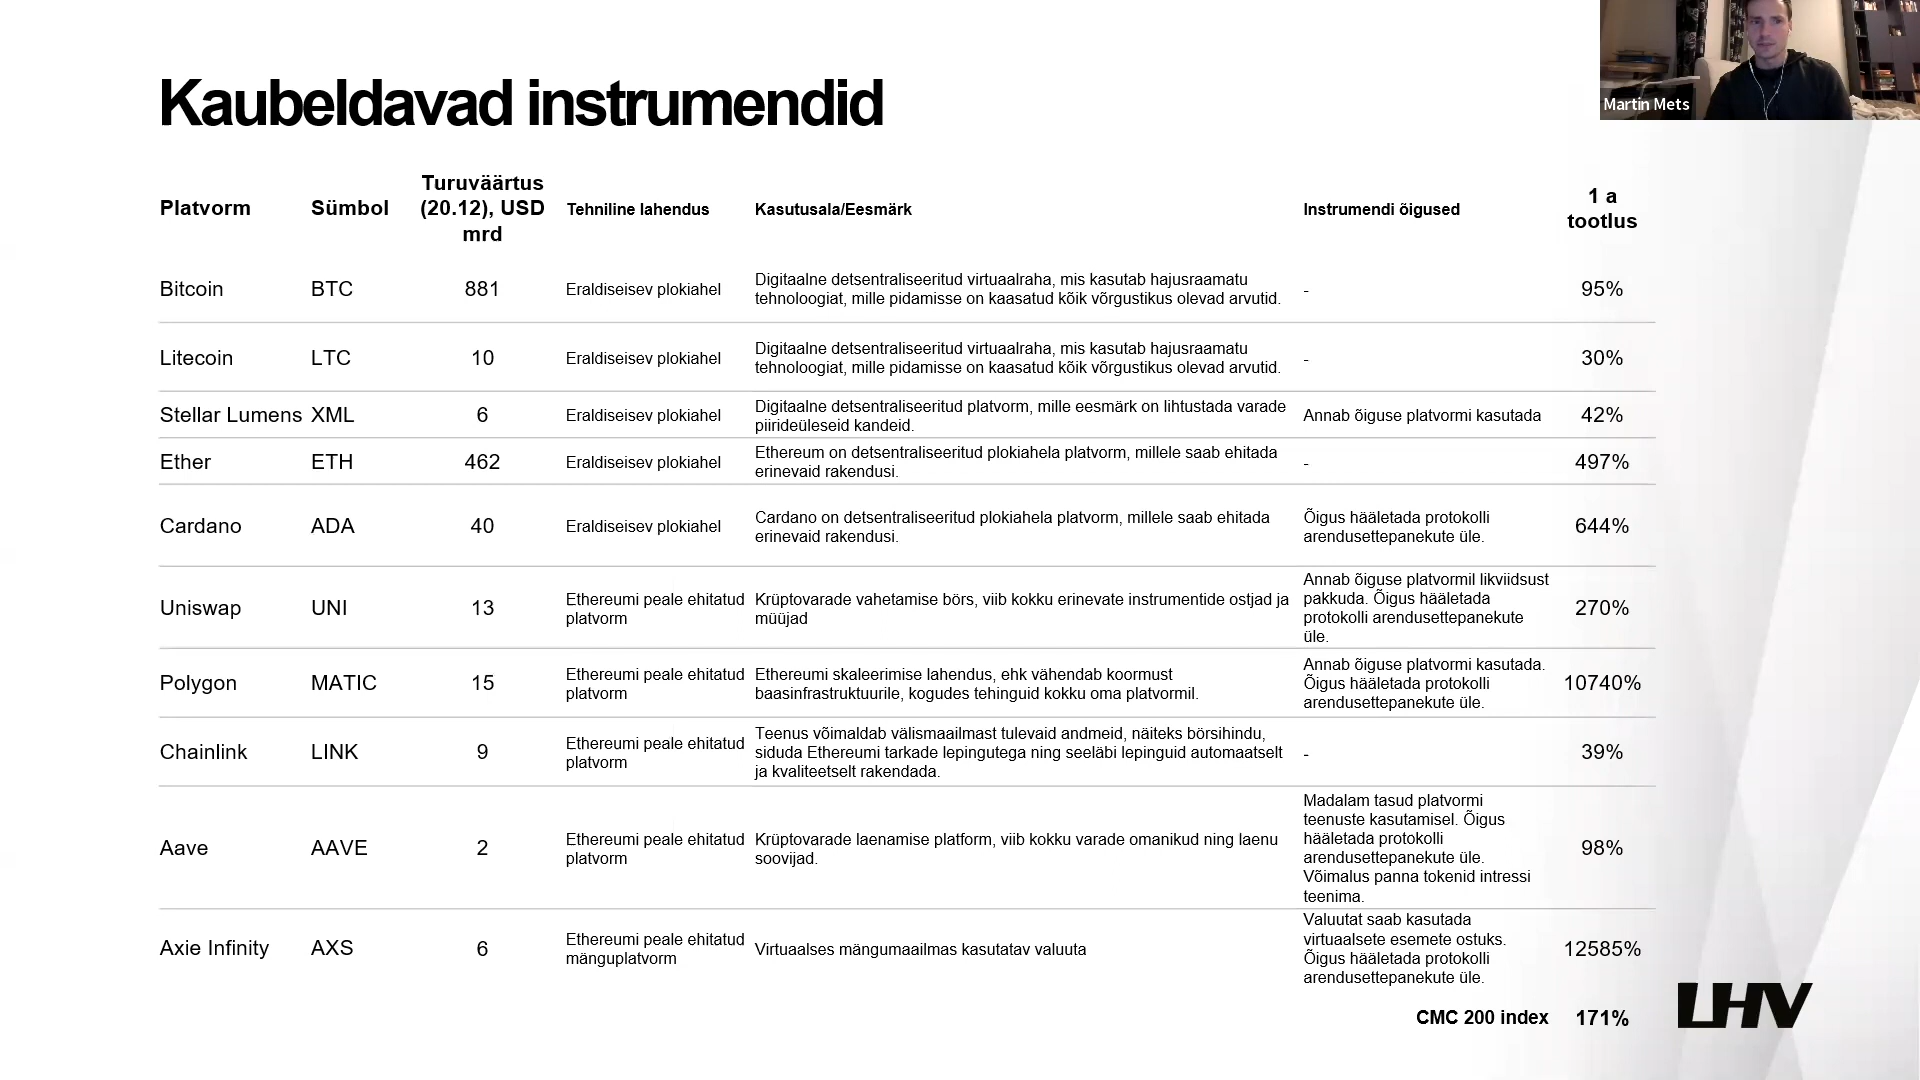 Martin Mets
Kaubeldavad instrumendid
Platvorm
Sümbol
Turuväärtus
(20.12), USD
mrd
Tehniline lahendus
Kasutusala/Eesmärk
Instrumendi õigused
1 a
tootlus
Bitcoin
BTC
881
Eraldiseisev plokiahel
Digitaalne detsentraliseeritud virtuaalraha, mis kasutab hajusraamatu
tehnoloogiat, mille pidamisse on kaasatud kõik võrgustikus olevad arvutid.
-
95%
Litecoin
LTC
10
Eraldiseisev plokiahel
Digitaalne detsentraliseeritud virtuaalraha, mis kasutab hajusraamatu
tehnoloogiat, mille pidamisse on kaasatud kõik võrgustikus olevad arvutid.
-
30%
Stellar Lumens
XML
6
Eraldiseisev plokiahel
Digitaalne detsentraliseeritud platvorm, mille eesmärk on lihtustada varade
piirideüleseid kandeid.
Annab õiguse platvormi kasutada
42%
Ether
ETH
462
Eraldiseisev plokiahel
Ethereum on detsentraliseeritud plokiahela platvorm, millele saab ehitada
erinevaid rakendusi.
-
497%
Cardano
ADA
40
Eraldiseisev plokiahel
Cardano on detsentraliseeritud plokiahela platvorm, millele saab ehitada
erinevaid rakendusi.
Õigus hääletada protokolli
arendusettepanekute üle.
644%
Uniswap
UNI
13
Ethereumi peale ehitatud
platvorm
Krüptovarade vahetamise börs, viib kokku erinevate instrumentide ostjad ja
müüjad
Annab õiguse platvormil likviidsust
pakkuda. Õigus hääletada
protokolli arendusettepanekute
üle.
270%
Polygon
MATIC
15
Ethereumi peale ehitatud
platvorm
Ethereumi skaleerimise lahendus, ehk vähendab koormust
baasinfrastruktuurile, kogudes tehinguid kokku oma platvormil.
Annab õiguse platvormi kasutada.
Õigus hääletada protokolli
arendusettepanekute üle.
10740%
Chainlink
LINK
9
Ethereumi peale ehitatud
platvorm
Teenus võimaldab välismaailmast tulevaid andmeid, näiteks börsihindu,
siduda Ethereumi tarkade lepingutega ning seeläbi lepinguid automaatselt
ja kvaliteetselt rakendada.
-
39%
Aave
AAVE
2
Ethereumi peale ehitatud
platvorm
Krüptovarade laenamise platform, viib kokku varade omanikud ning laenu
soovijad.
Madalam tasud platvormi
teenuste kasutamisel. Õigus
hääletada protokolli
arendusettepanekute üle.
Võimalus panna tokenid intressi
teenima.
98%
Axie Infinity
AXS
6
Ethereumi peale ehitatud
mänguplatvorm
Virtuaalses mängumaailmas kasutatav valuuta
Valuutat saab kasutada
virtuaalsete esemete ostuks.
Õigus hääletada protokolli
arendusettepanekute üle.
12585%
CMC 200 index
171%
LHV